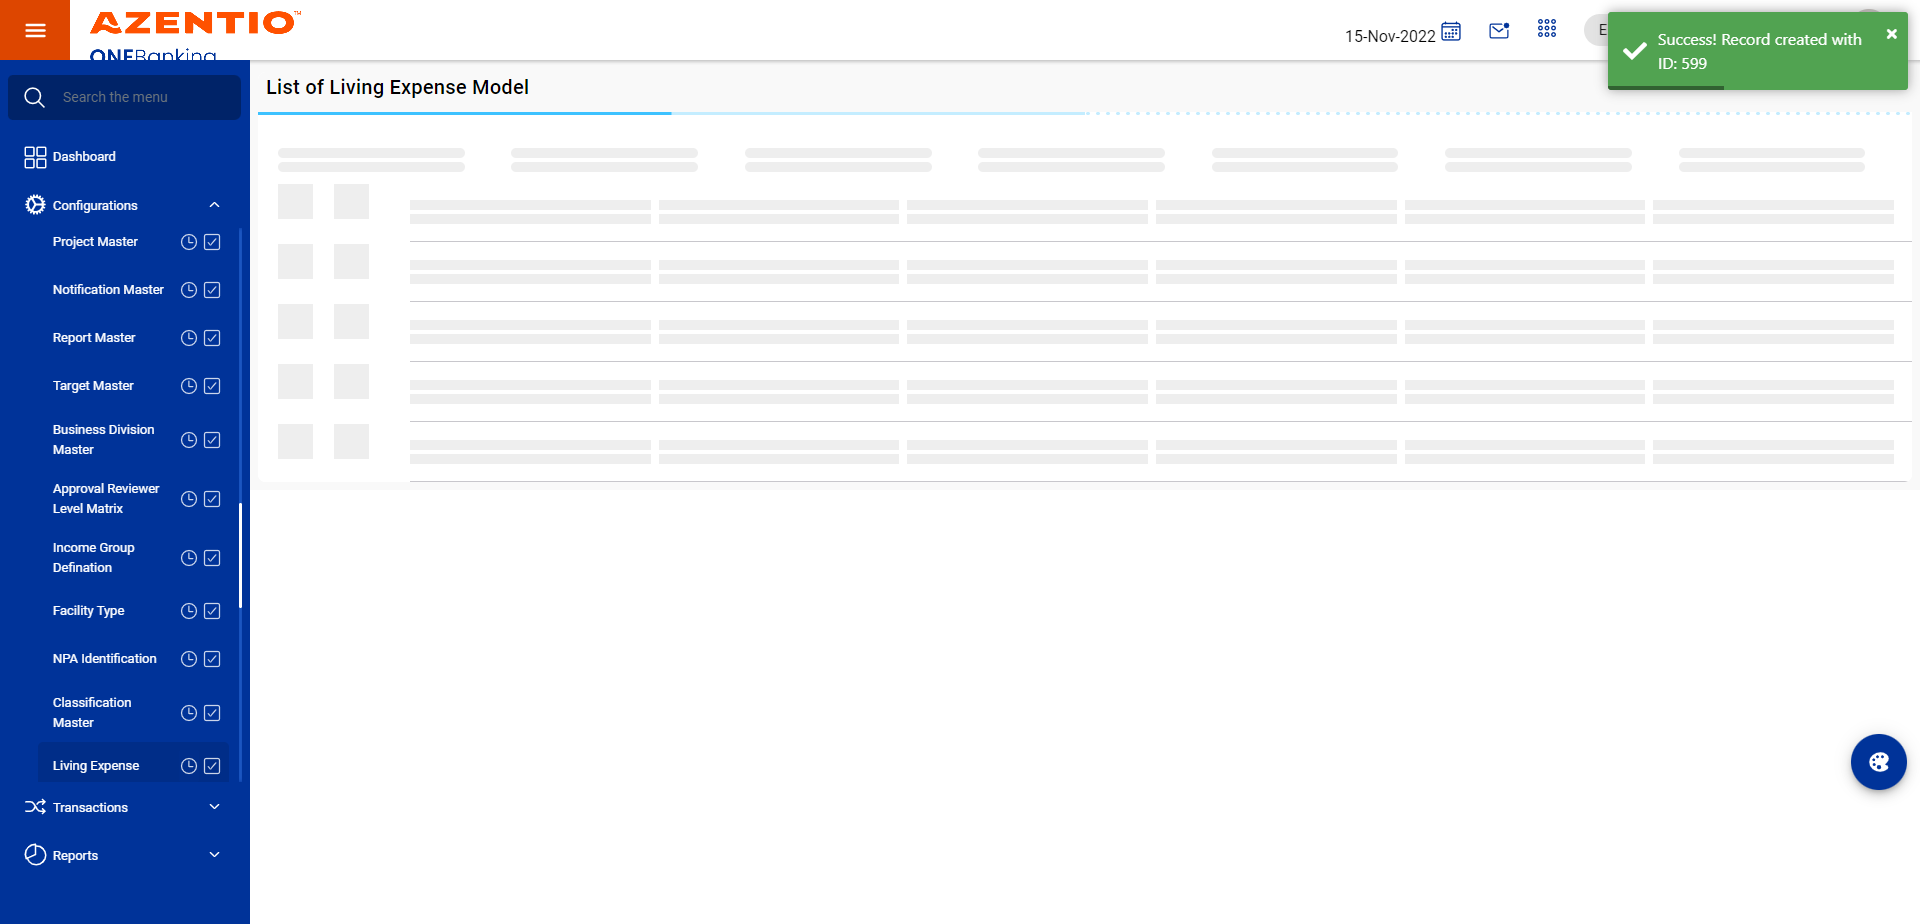 AZENTIO™
ONEBanking
15-Nov-2022
E
Success! Record created with
ID: 599
Search the menu
List of Living Expense Model
Dashboard
Configurations
Project Master
Notification Master
Report Master
Target Master
Business Division
Master
Approval Reviewer
Level Matrix
Income Group
Defination
Facility Type
NPA Identification
Classification
Master
Living Expense
Transactions
Reports